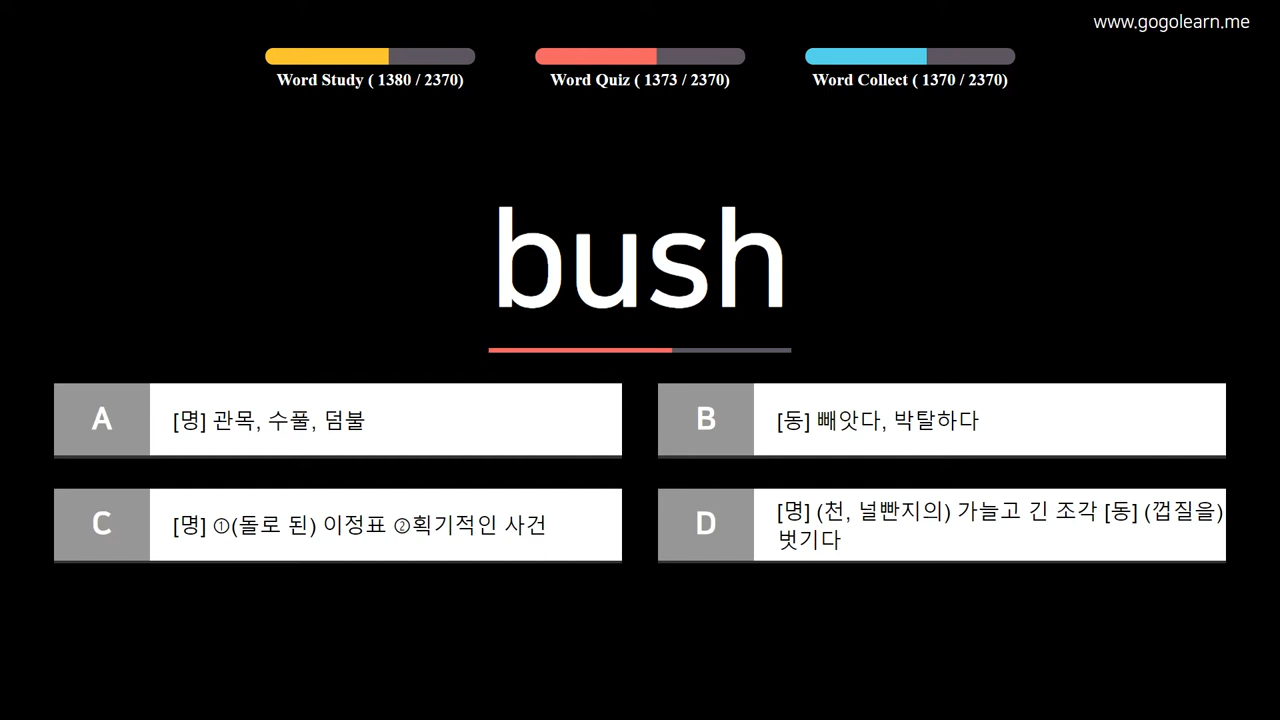 www.gogolearn.me
Word Study ( 1380 / 2370)
Word Quiz ( 1373 / 2370)
Word Collect ( 1370 / 2370)
bush
A
[명] 관목, 수풀, 덤불
B
[동] 빼앗다, 박탈하다
C
[명] ①(돌로 된) 이정표 ②획기적인 사건
D
[명] (천, 널빤지의) 가늘고 긴 조각 [동] (껍질을)
벗기다